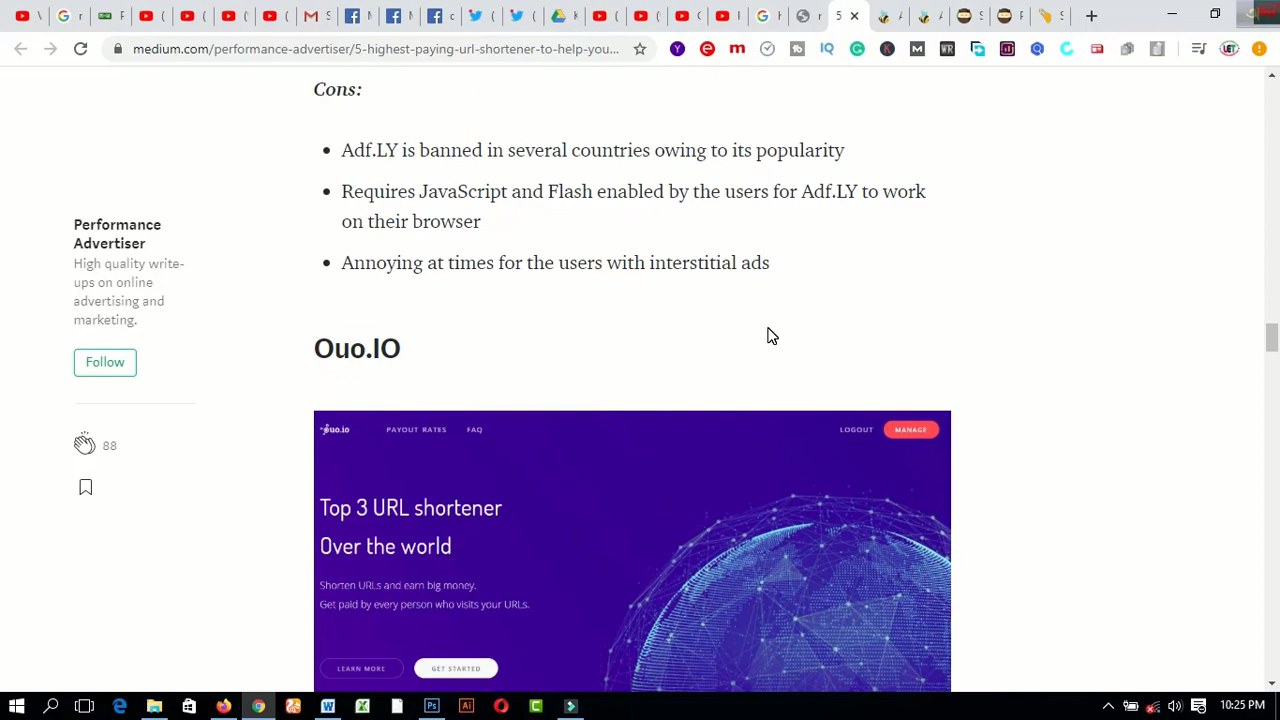 5
medium.com/performance-advertiser/5-highest-paying-url-shortener-to-help-you...
Cons:
Adf.LY is banned in several countries owing to its popularity
Requires JavaScript and Flash enabled by the users for Adf.LY to work
on their browser
Annoying at times for the users with interstitial ads
Performance
Advertiser
High quality write-
ups on online
advertising and
marketing.
Follow
88
Ouo.IO
ouo.io
PAYOUT RATES
FAQ
LOGOUT
MANAGE
Top 3 URL shortener
Over the world
Shorten URLs and earn big money.
Get paid by every person who visits your URLs.
LEARN MORE
GET STARTED
10:25 PM